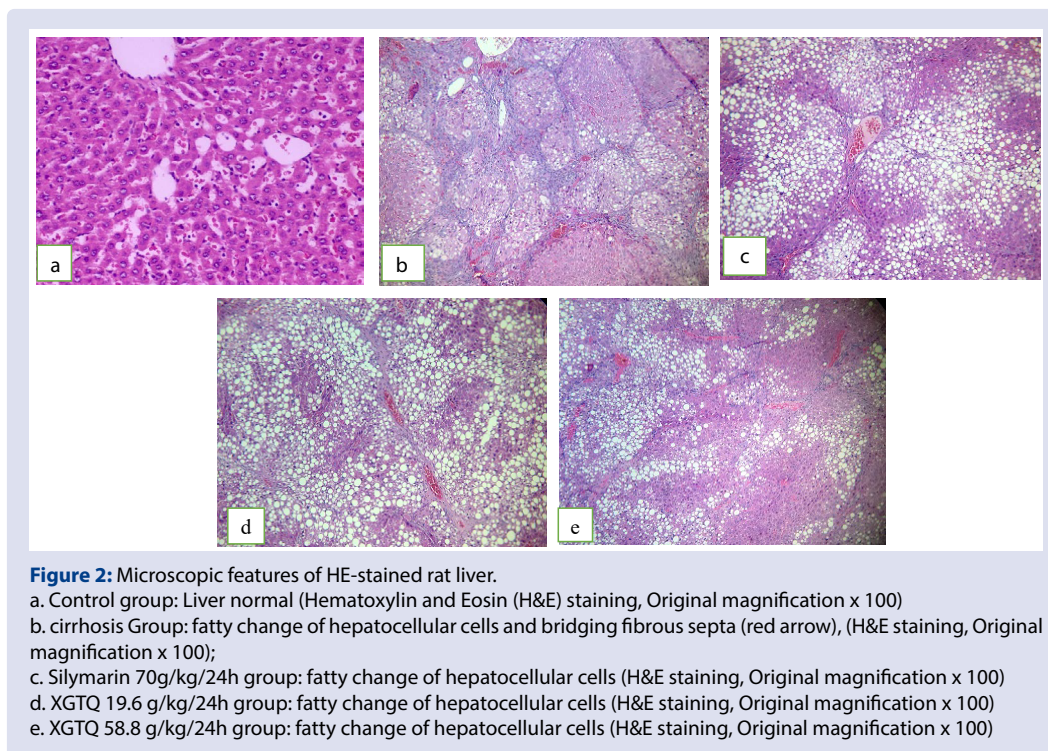 a
b
c
d
e
Figure 2: Microscopic features of HE-stained rat liver.
a. Control group: Liver normal (Hematoxylin and Eosin (H&E) staining, Original magnification x 100)
b. cirrhosis Group: fatty change of hepatocellular cells and bridging fibrous septa (red arrow), (H&E staining, Original
magnification x 100);
c. Silymarin 70g/kg/24h group: fatty change of hepatocellular cells (H&E staining, Original magnification x 100)
d. XGTQ 19.6 g/kg/24h group: fatty change of hepatocellular cells (H&E staining, Original magnification x 100)
e. XGTQ 58.8 g/kg/24h group: fatty change of hepatocellular cells (H&E staining, Original magnification x 100)